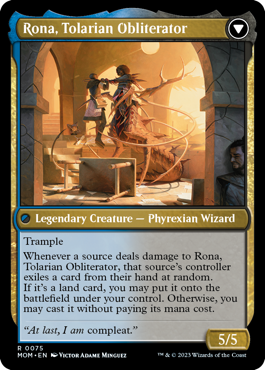 Rona, Tolarian Obliterator
Legendary Creature — Phyrexian Wizard
Trample
Whenever a source deals damage to Rona,
Tolarian Obliterator, that source's controller
exiles a card from their hand at random.
If it's a land card, you may put it onto the
battlefield under your control. Otherwise, you
may cast it without paying its mana cost.
"At last, I am compleat."
5/5
R 0075
MOM • EN VICTOR ADAME MINGUEZ
™ & © 2023 Wizards of the Coast